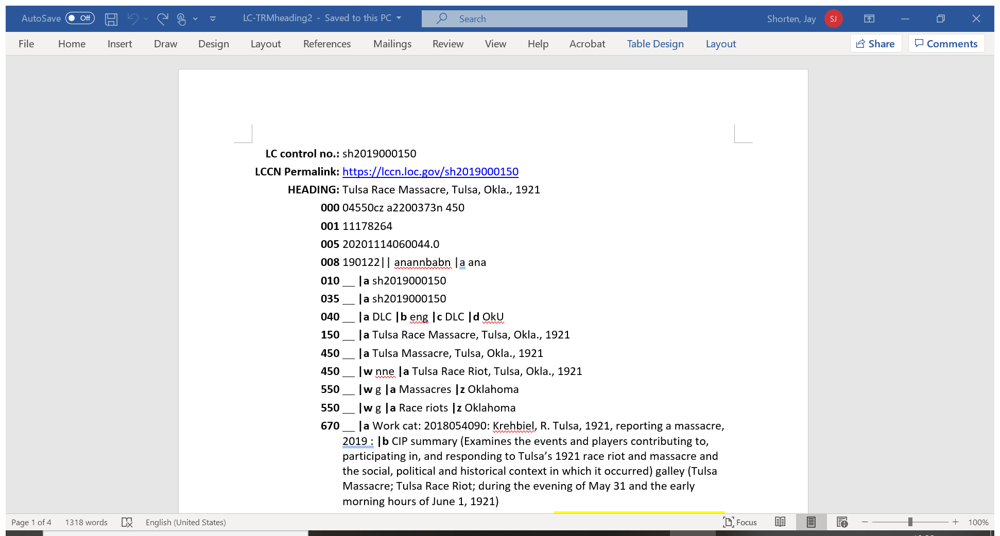 AutoSave Off LC-TRMheading2 - Saved to this PC Search Shorten, Jay SJ
File Home Insert Draw Design Layout References Mailings Review View Help Acrobat Table Design Layout Share Comments
LC control no.: sh2019000150
LCCN Permalink: https://lccn.loc.gov/sh2019000150
HEADING: Tulsa Race Massacre, Tulsa, Okla., 1921
000 04550cz a2200373n 450
001 11178264
005 20201114060044.0
008 190122|| anannbabn |a ana
010 __ |a sh2019000150
035 __ |a sh2019000150
040 __ |a DLC |b eng |c DLC |d OkU
150 __ |a Tulsa Race Massacre, Tulsa, Okla., 1921
450 __ |a Tulsa Massacre, Tulsa, Okla., 1921
450 __ |w nne |a Tulsa Race Riot, Tulsa, Okla., 1921
550 __ |w g |a Massacres |z Oklahoma
550 __ |w g |a Race riots |z Oklahoma
670 __ |a Work cat: 2018054090: Krehbiel, R. Tulsa, 1921, reporting a massacre,
2019 : |b CIP summary (Examines the events and players contributing to,
participating in, and responding to Tulsa’s 1921 race riot and massacre and
the social, political and historical context in which it occurred) galley (Tulsa
Massacre; Tulsa Race Riot; during the evening of May 31 and the early
morning hours of June 1, 1921)
Page 1 of 4 1318 words English (United States) Focus 100%